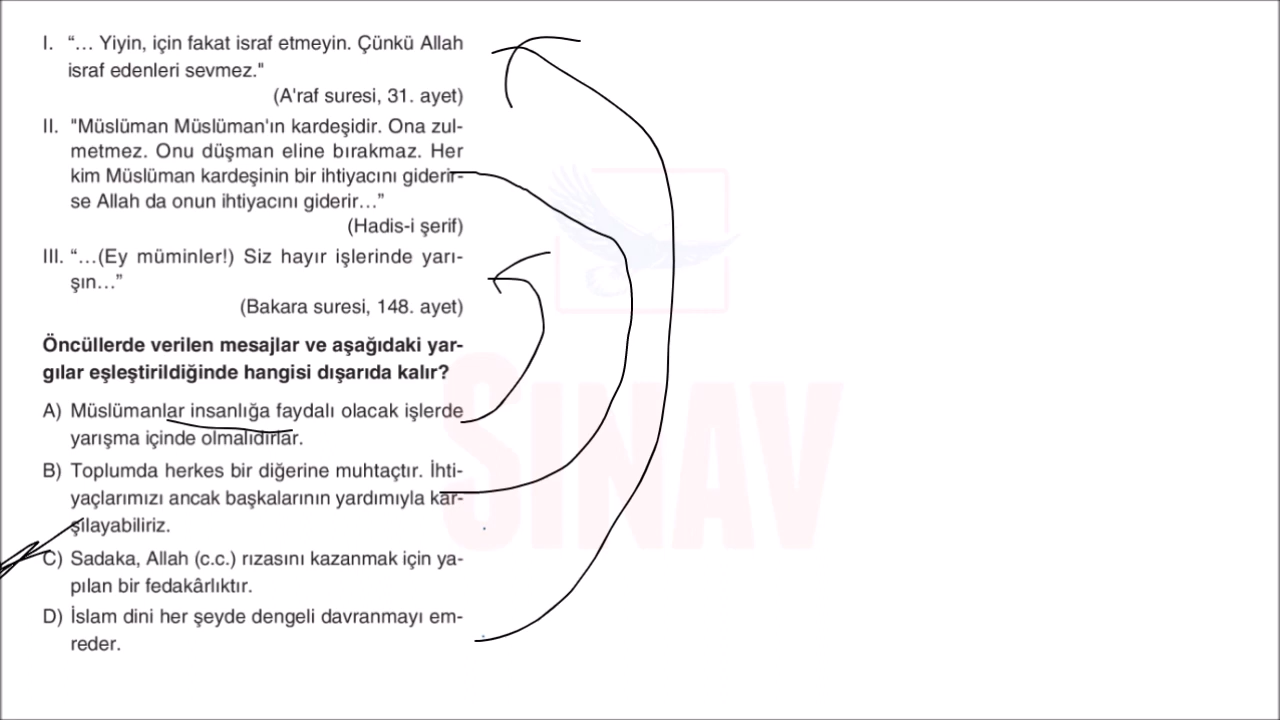 I. “... Yiyin, için fakat israf etmeyin. Çünkü Allah
israf edenleri sevmez."
(A'raf suresi, 31. ayet)
II. "Müslüman Müslüman'ın kardeşidir. Ona zul-
metmez. Onu düşman eline bırakmaz. Her
kim Müslüman kardeşinin bir ihtiyacını giderir-
se Allah da onun ihtiyacını giderir...”
(Hadis-i şerif)
III. “...(Ey müminler!) Siz hayır işlerinde yarı-
şın...”
(Bakara suresi, 148. ayet)
Öncüllerde verilen mesajlar ve aşağıdaki yar-
gılar eşleştirildiğinde hangisi dışarıda kalır?
A) Müslümanlar insanlığa faydalı olacak işlerde
yarışma içinde olmalıdırlar.
B) Toplumda herkes bir diğerine muhtaçtır. İhti-
yaçlarımızı ancak başkalarının yardımıyla kar-
şılayabiliriz.
C) Sadaka, Allah (c.c.) rızasını kazanmak için ya-
pılan bir fedakârlıktır.
D) İslam dini her şeyde dengeli davranmayı em-
reder.
SINAV